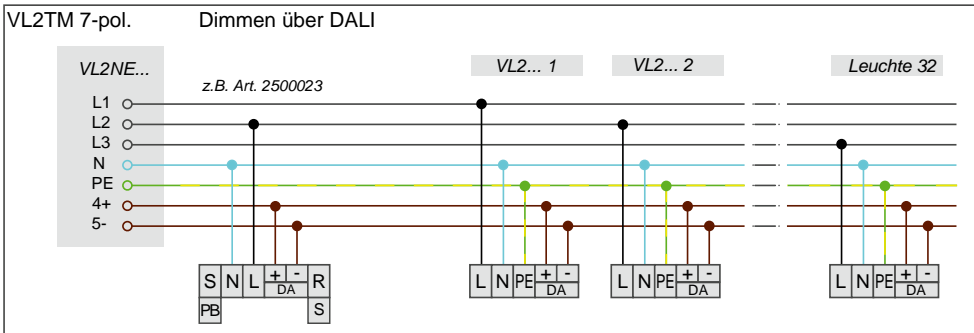 VL2TM 7-pol. Dimmen über DALI
VL2NE...
z.B. Art. 2500023
VL2... 1
VL2... 2
Leuchte 32
L1
L2
L3
N
PE
4+
5-
S N L + - R
DA
PB S
L N PE + -
DA
L N PE + -
DA
L N PE + -
DA